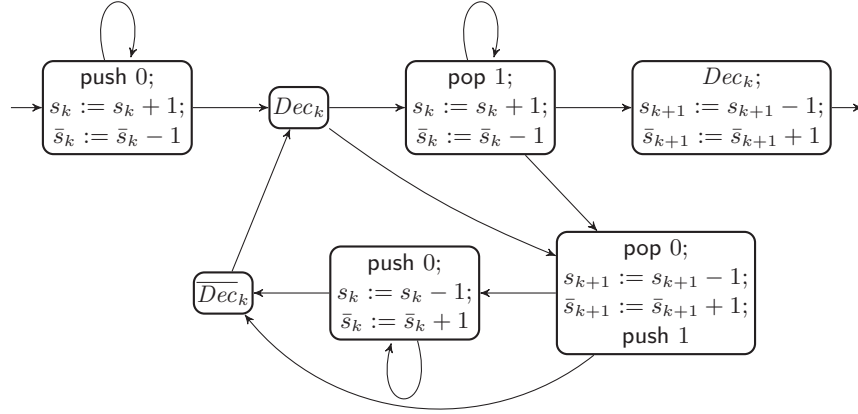 push 0;
s_k := s_k + 1;
s̄_k := s̄_k − 1
Dec_k
pop 1;
s_k := s_k + 1;
s̄_k := s̄_k − 1
Dec_k;
s_{k+1} := s_{k+1} − 1;
s̄_{k+1} := s̄_{k+1} + 1
D̅e̅c̅_k
push 0;
s_k := s_k − 1;
s̄_k := s̄_k + 1
pop 0;
s_{k+1} := s_{k+1} − 1;
s̄_{k+1} := s̄_{k+1} + 1;
push 1